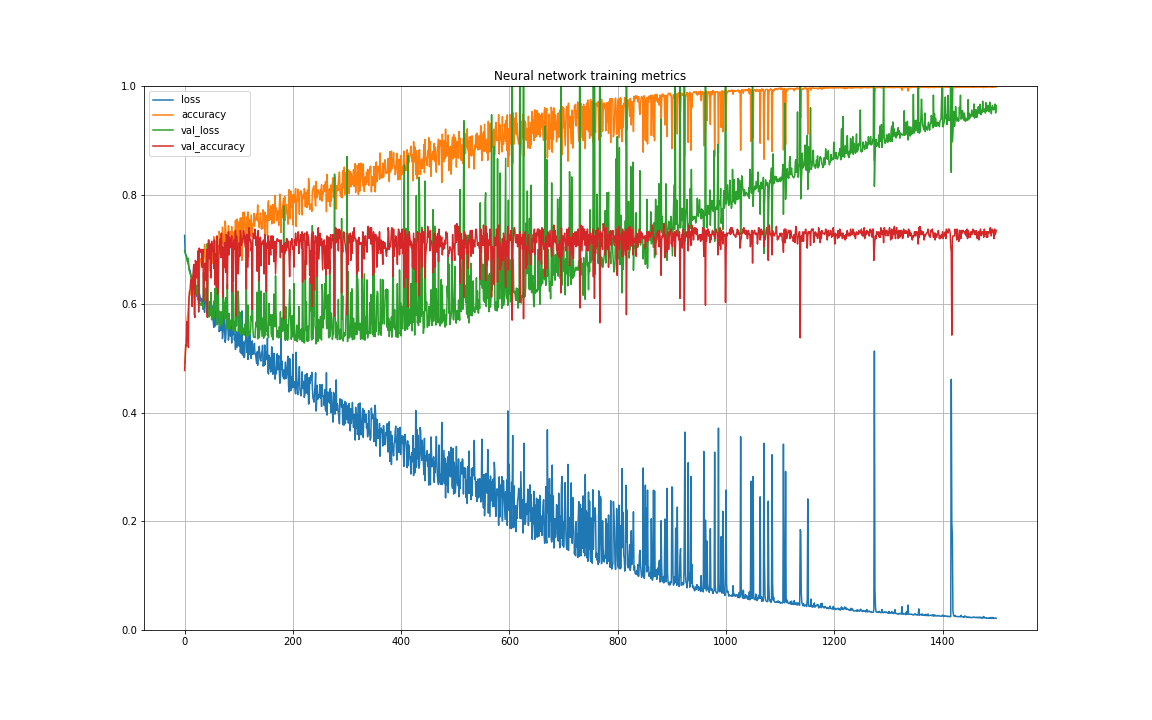 Neural network training metrics
1.0
loss
accuracy
val_loss
val_accuracy
0.8
0.6
0.4
0.2
0.0
0 200 400 600 800 1000 1200 1400